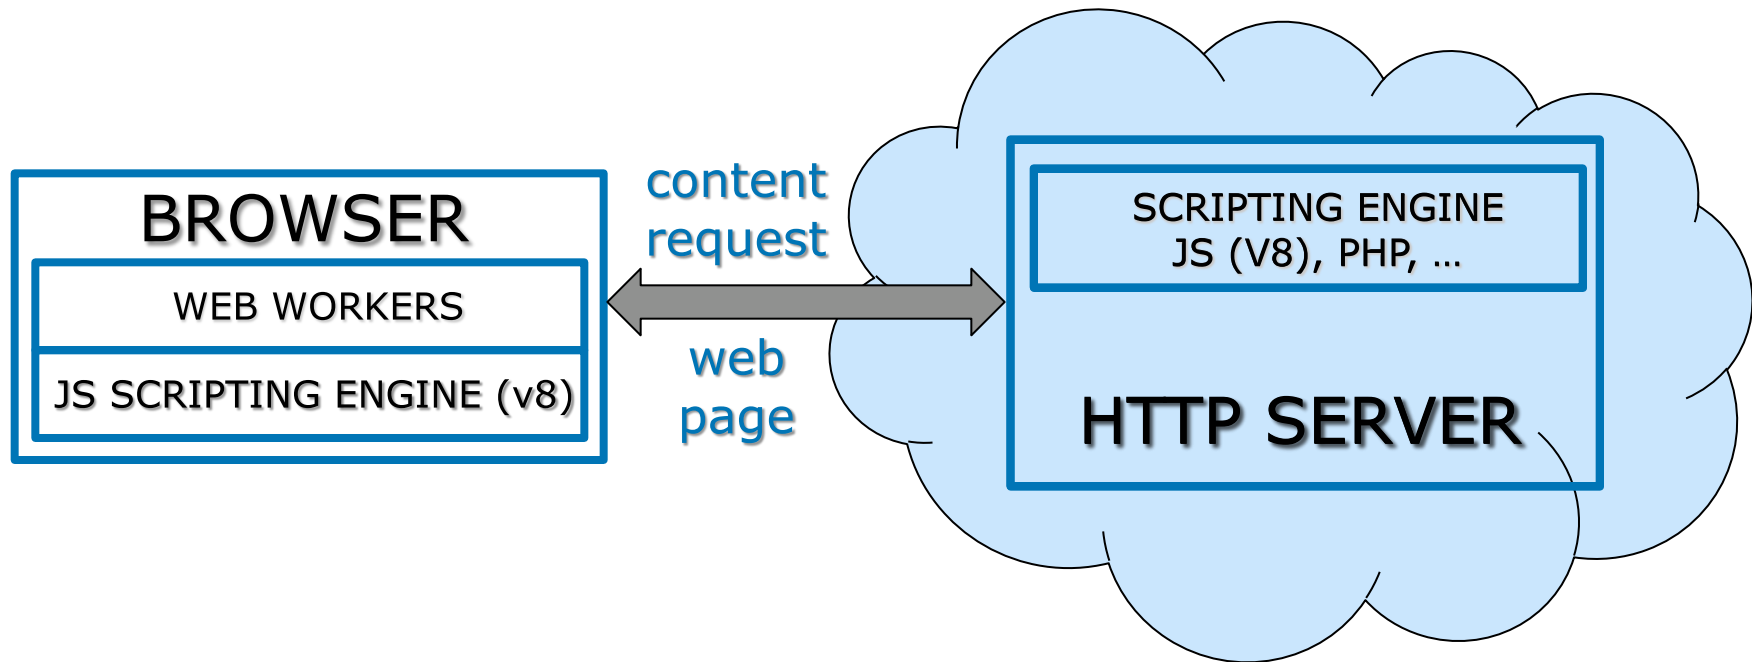 BROWSER
WEB WORKERS
JS SCRIPTING ENGINE (v8)
content
request
web
page
SCRIPTING ENGINE
JS (V8), PHP, …
HTTP SERVER